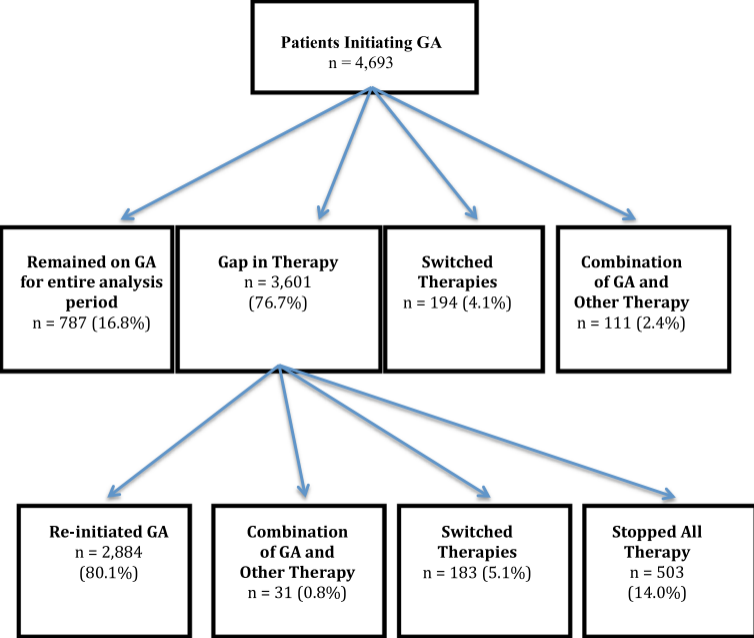 Patients Initiating GA
n = 4,693
Remained on GA
for entire analysis
period
n = 787 (16.8%)
Gap in Therapy
n = 3,601
(76.7%)
Switched
Therapies
n = 194 (4.1%)
Combination
of GA and
Other Therapy
n = 111 (2.4%)
Re-initiated GA
n = 2,884
(80.1%)
Combination
of GA and
Other Therapy
n = 31 (0.8%)
Switched
Therapies
n = 183 (5.1%)
Stopped All
Therapy
n = 503
(14.0%)